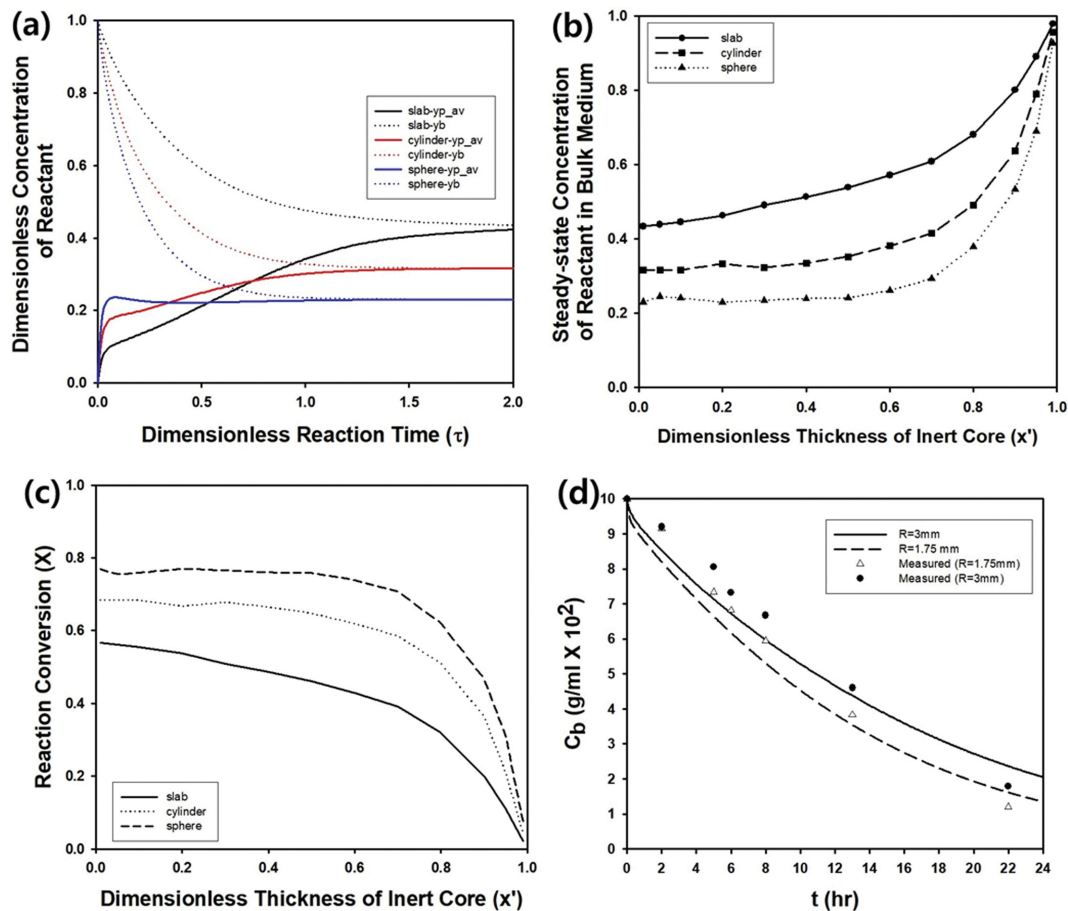 (a)
Dimensionless Concentration
of Reactant
1.0
0.8
0.6
0.4
0.2
0.0
slab-yp_av
slab-yb
cylinder-yp_av
cylinder-yb
sphere-yp_av
sphere-yb
0.0 0.5 1.0 1.5 2.0
Dimensionless Reaction Time (τ)
(b)
Steady-state Concentration
of Reactant in Bulk Medium
1.0
0.8
0.6
0.4
0.2
0.0
slab
cylinder
sphere
0.0 0.2 0.4 0.6 0.8 1.0
Dimensionless Thickness of Inert Core (x')
(c)
Reaction Conversion (X)
1.0
0.8
0.6
0.4
0.2
0.0
slab
cylinder
sphere
0.0 0.2 0.4 0.6 0.8 1.0
Dimensionless Thickness of Inert Core (x')
(d)
C_b (g/ml X 10²)
10
9
8
7
6
5
4
3
2
1
0
R=3mm
R=1.75 mm
Measured (R=1.75mm)
Measured (R=3mm)
0 2 4 6 8 10 12 14 16 18 20 22 24
t (hr)